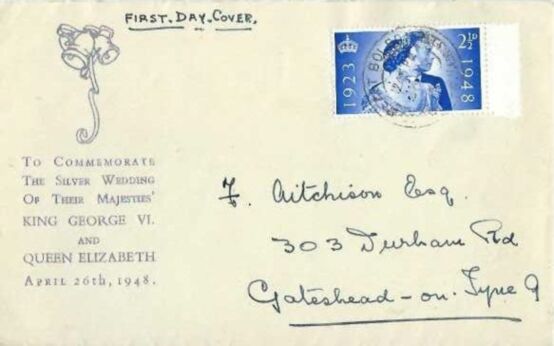 FIRST. DAY. COVER.
1923
2½D
1948
TO COMMEMORATE
THE SILVER WEDDING
OF THEIR MAJESTIES'
KING GEORGE VI.
AND
QUEEN ELIZABETH
APRIL 26th, 1948.
F. Aitchison Esq.
303 Durham Rd
Gateshead - on. Tyne 9